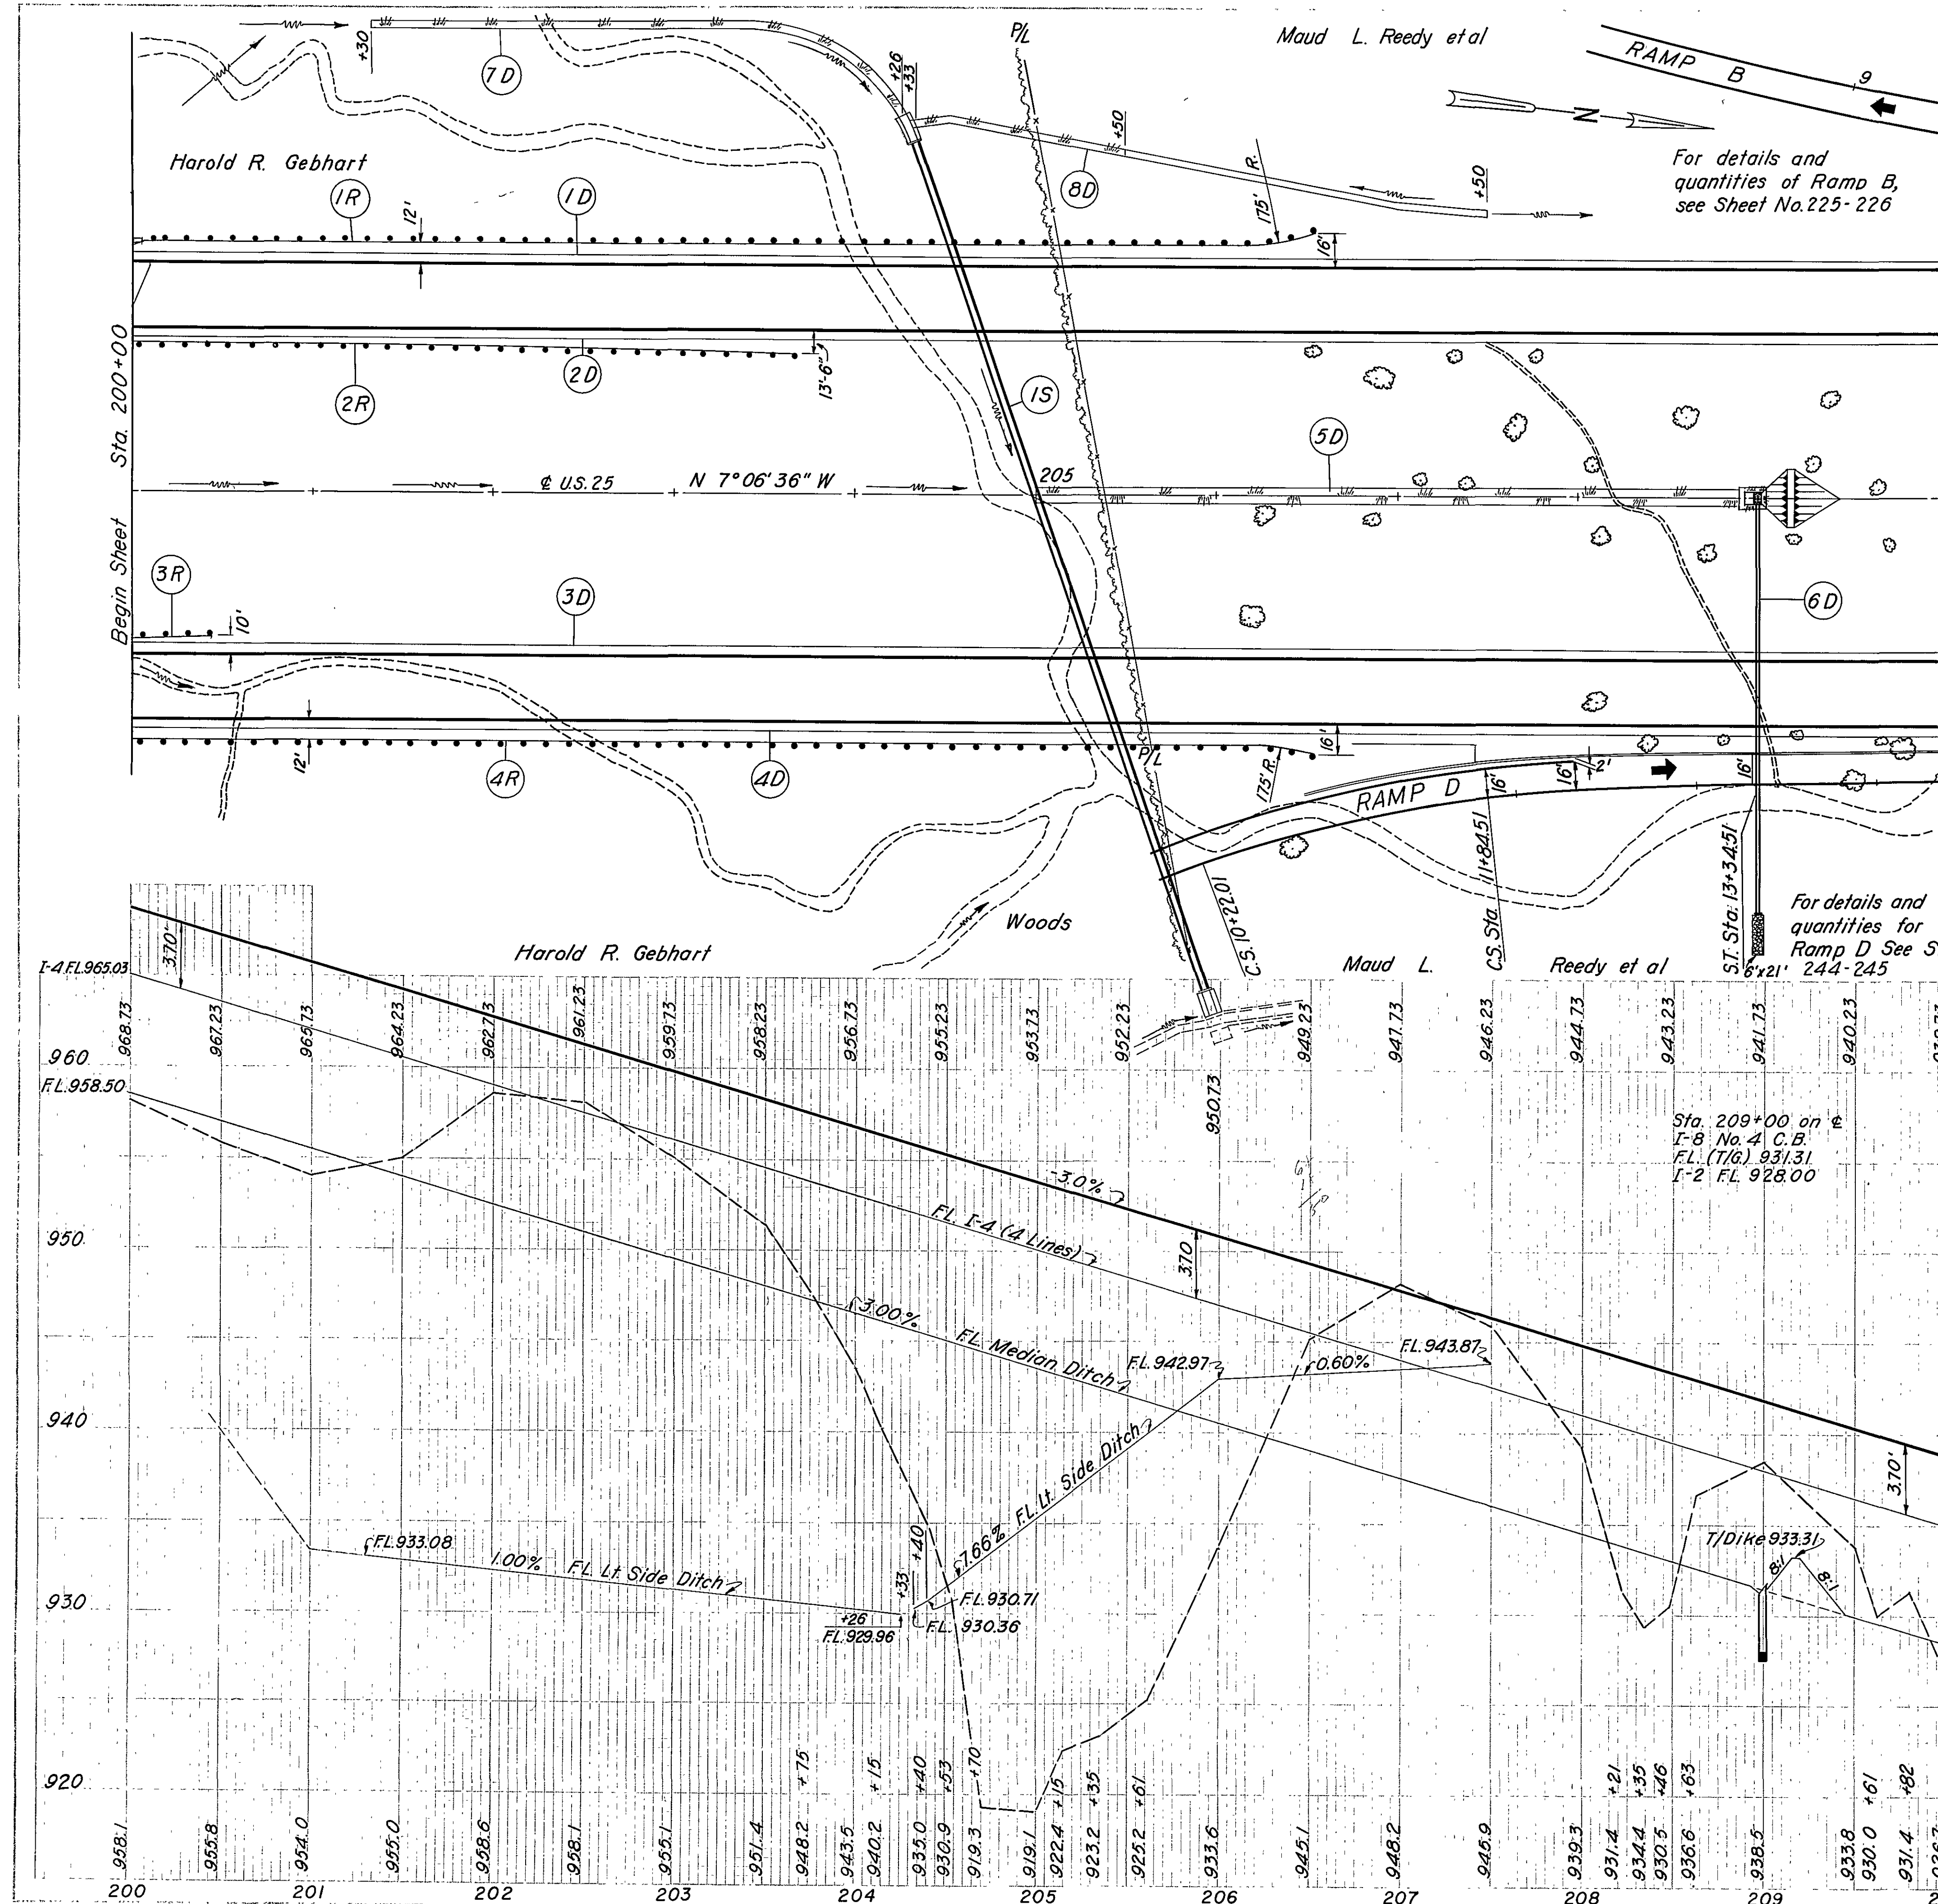 +30
7D
+26
+33
P/L
Maud L. Reedy et al
RAMP B
9
N
For details and
quantities of Ramp B,
see Sheet No. 225-226
Harold R. Gebhart
1R
12'
1D
+50
8D
175' R.
+50
16'
Begin Sheet Sta. 200+00
2R
2D
13'-6"
1S
5D
℄ U.S. 25
N 7°06'36" W
205
3R
10'
3D
6D
12'
4R
4D
P/L
16'
175' R.
RAMP D
16'
16'
2'
16'
C.S. 10+22.01
C.S. Sta. 11+84.51
S.T. Sta. 13+34.51
6'x21'
For details and
quantities for
Ramp D See S
244-245
Woods
Harold R. Gebhart
Maud L. Reedy et al
3.70'
I-4 F.L. 965.03
968.73
967.23
965.73
964.23
962.73
961.23
959.73
958.23
956.73
955.23
953.73
952.23
950.73
949.23
947.73
946.23
944.73
943.23
941.73
940.23
960
F.L. 958.50
Sta. 209+00 on ℄
I-8 No. 4 C.B.
F.L. (T/G) 931.31
I-2 F.L. 928.00
-3.0%
F.L. I-4 (4 Lines)
3.70
950
3.00%
F.L. Median Ditch
F.L. 942.97
0.60%
F.L. 943.87
940
7.66% F.L. Lt. Side Ditch
3.70'
T/Dike 933.31
8:1
8:1
F.L. 933.08
1.00%
F.L. Lt. Side Ditch
+33
+40
930
+26
F.L. 929.96
F.L. 930.71
F.L. 930.36
920
+75
+15
+40
+53
+70
+15
+35
+61
+21
+35
+46
+63
+61
+82
958.1
955.8
954.0
955.0
958.6
958.1
955.1
951.4
948.2
943.5
940.2
935.0
930.9
919.3
919.1
922.4
923.2
925.2
933.6
945.1
948.2
945.9
939.3
931.4
934.4
930.5
936.6
938.5
933.8
930.0
931.4
200
201
202
203
204
205
206
207
208
209